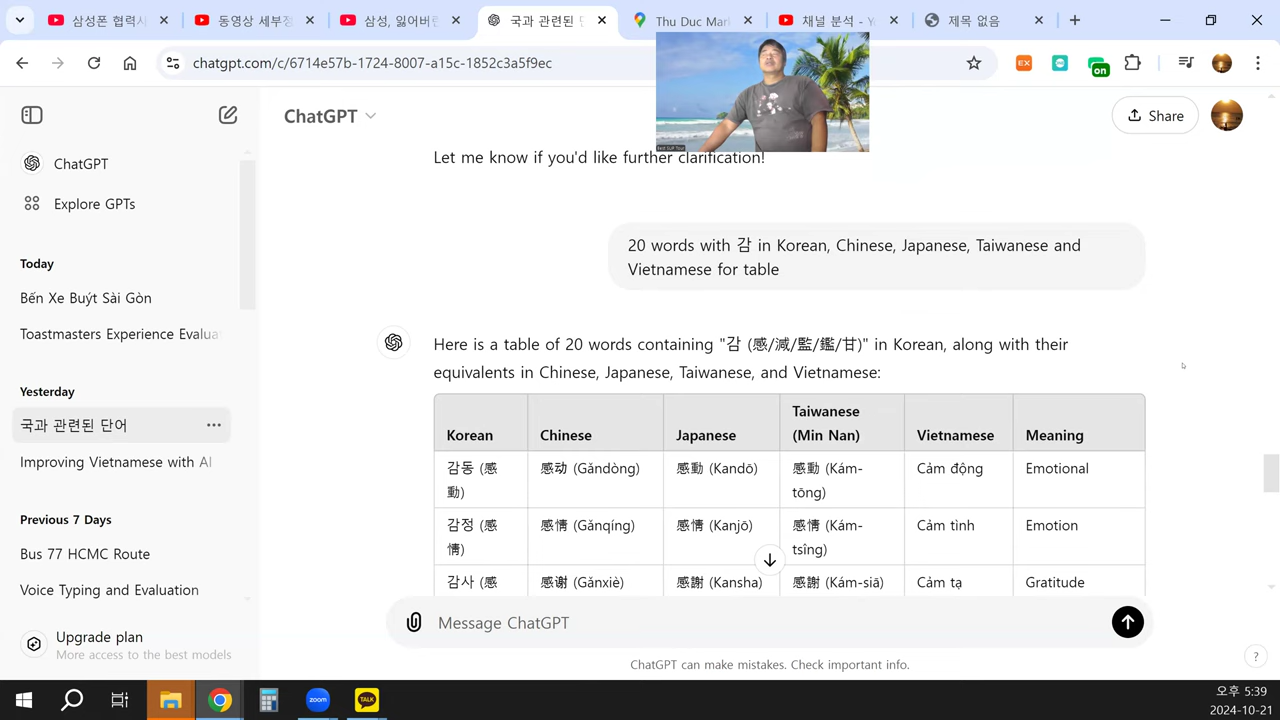 삼성폰 협력사
동영상 세부정
삼성, 잃어버린
국과 관련된 단
Thu Duc Mar
채널 분석 - Y
제목 없음
chatgpt.com/c/6714e57b-1724-8007-a15c-1852c3a5f9ec
EX
on
ChatGPT
Share
Best SUP Tour
ChatGPT
Explore GPTs
Today
Bến Xe Buýt Sài Gòn
Toastmasters Experience Evalua
Yesterday
국과 관련된 단어
Improving Vietnamese with AI
Previous 7 Days
Bus 77 HCMC Route
Voice Typing and Evaluation
Upgrade plan
More access to the best models
Let me know if you'd like further clarification!
20 words with 감 in Korean, Chinese, Japanese, Taiwanese and
Vietnamese for table
Here is a table of 20 words containing "감 (感/減/監/鑑/甘)" in Korean, along with their
equivalents in Chinese, Japanese, Taiwanese, and Vietnamese:
Korean Chinese Japanese Taiwanese (Min Nan) Vietnamese Meaning
감동 (感動) 感动 (Gǎndòng) 感動 (Kandō) 感動 (Kám-tōng) Cảm động Emotional
감정 (感情) 感情 (Gǎnqíng) 感情 (Kanjō) 感情 (Kám-tsîng) Cảm tình Emotion
감사 (感 感谢 (Gǎnxiè) 感謝 (Kansha) 感謝 (Kám-siā) Cảm tạ Gratitude
Message ChatGPT
ChatGPT can make mistakes. Check important info.
?
zoom
TALK
오후 5:39
2024-10-21